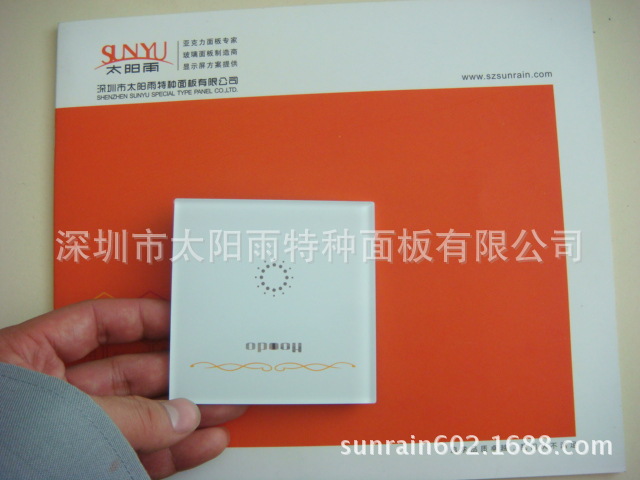 SUNYU
太阳雨
亚克力面板专家
玻璃面板制造商
显示屏方案提供
深圳市太阳雨特种面板有限公司
SHENZHEN SUNYU SPECIAL TYPE PANEL CO.,LTD.
www.szsunrain.com
深圳市太阳雨特种面板有限公司
sunrain602.1688.com